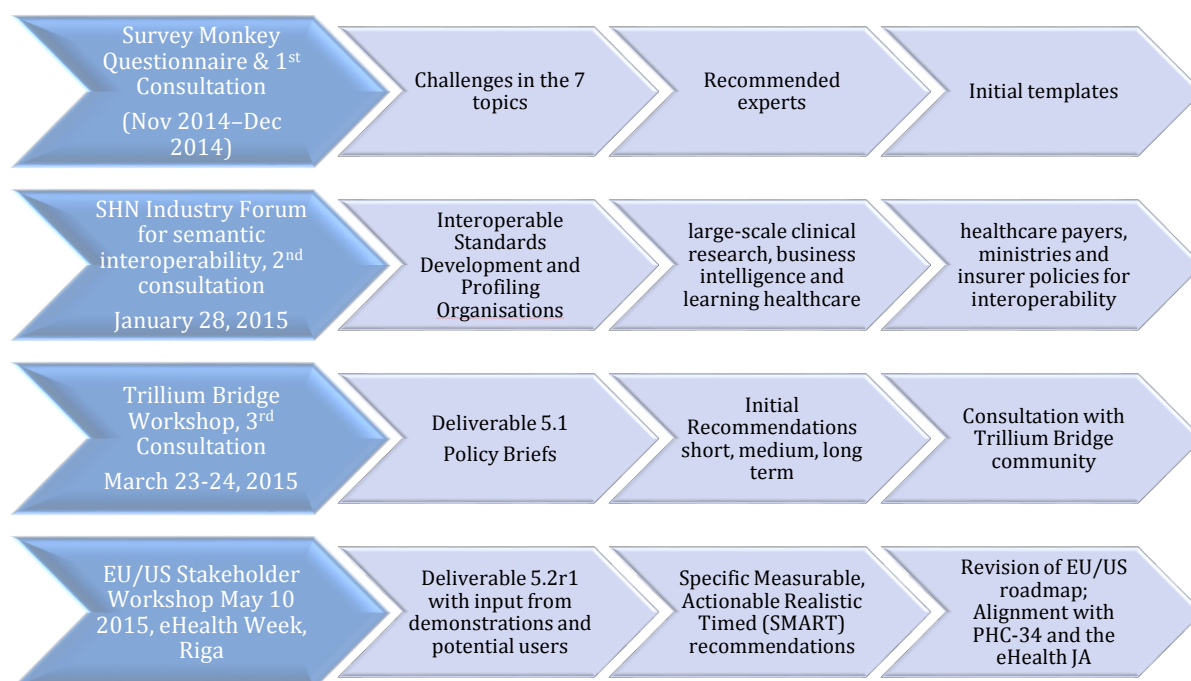 Survey Monkey
Questionnaire & 1st
Consultation
(Nov 2014–Dec
2014)
Challenges in the 7
topics
Recommended
experts
Initial templates
SHN Industry Forum
for semantic
interoperability, 2nd
consultation
January 28, 2015
Interoperable
Standards
Development and
Profiling
Organisations
large-scale clinical
research, business
intelligence and
learning healthcare
healthcare payers,
ministries and
insurer policies for
interoperability
Trillium Bridge
Workshop, 3rd
Consultation
March 23-24, 2015
Deliverable 5.1
Policy Briefs
Initial
Recommendations
short, medium, long
term
Consultation with
Trillium Bridge
community
EU/US Stakeholder
Workshop May 10
2015, eHealth Week,
Riga
Deliverable 5.2r1
with input from
demonstrations and
potential users
Specific Measurable,
Actionable Realistic
Timed (SMART)
recommendations
Revision of EU/US
roadmap;
Alignment with
PHC-34 and the
eHealth JA